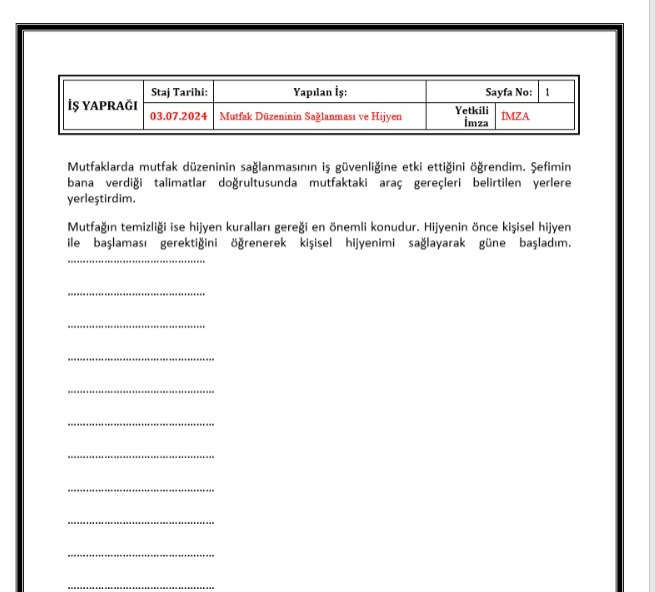 İŞ YAPRAĞI
Staj Tarihi:
Yapılan İş:
Sayfa No:
1
03.07.2024
Mutfak Düzeninin Sağlanması ve Hijyen
Yetkili
İmza
İMZA
Mutfaklarda mutfak düzeninin sağlanmasının iş güvenliğine etki ettiğini öğrendim. Şefimin
bana verdiği talimatlar doğrultusunda mutfaktaki araç gereçleri belirtilen yerlere
yerleştirdim.
Mutfağın temizliği ise hijyen kuralları gereği en önemli konudur. Hijyenin önce kişisel hijyen
ile başlaması gerektiğini öğrenerek kişisel hijyenimi sağlayarak güne başladım.